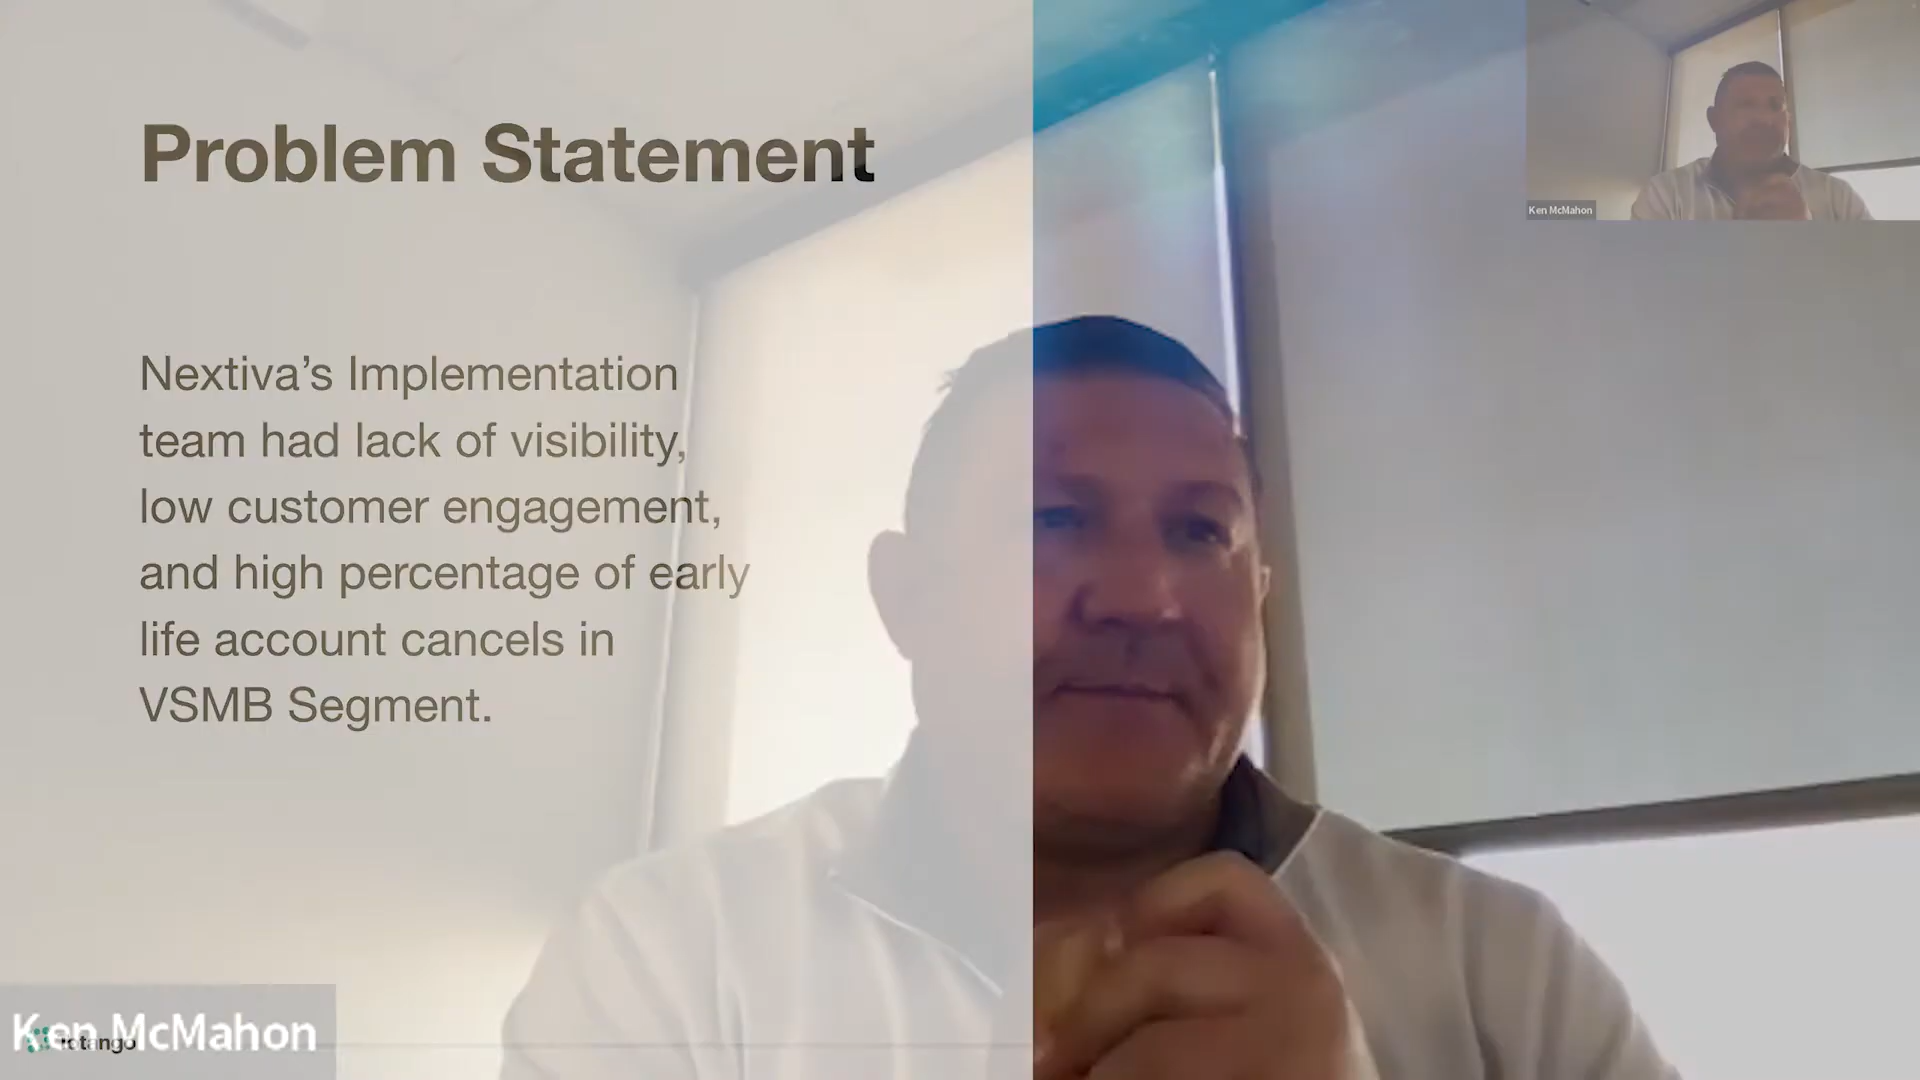 Problem Statement
Nextiva’s Implementation
team had lack of visibility,
low customer engagement,
and high percentage of early
life account cancels in
VSMB Segment.
Ken McMahon
Ken McMahon
totango